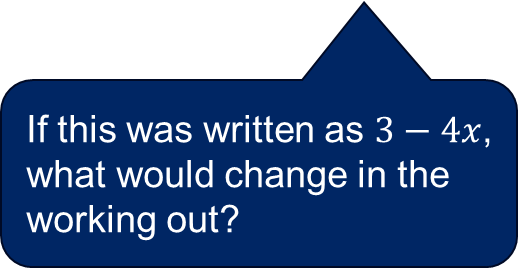 If this was written as 3 − 4𝑥,
what would change in the
working out?